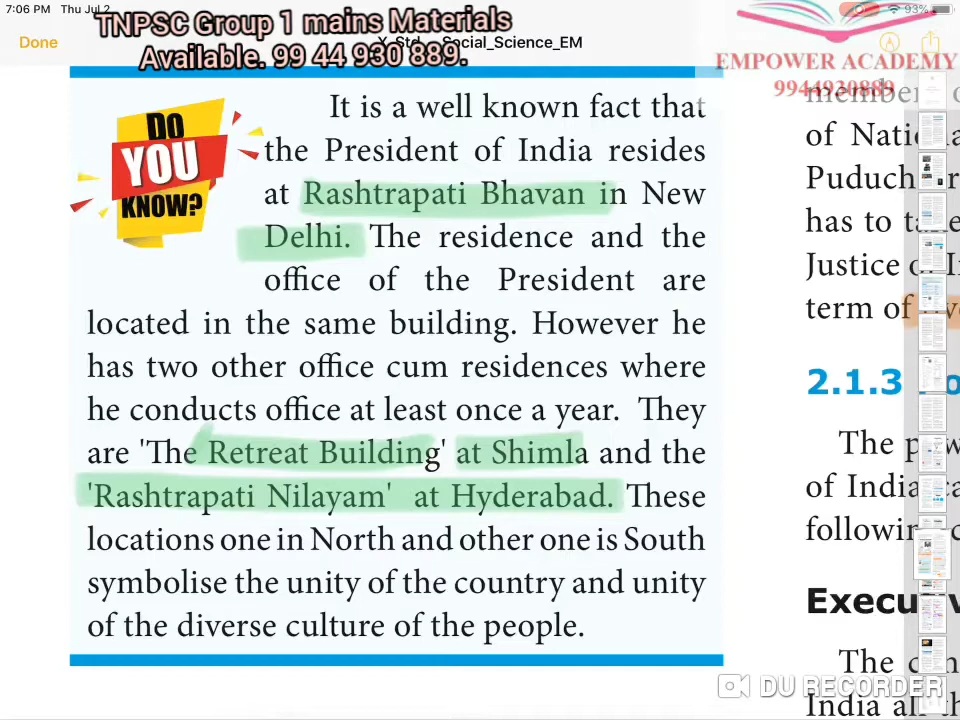 7:06 PM Thu Jul 2
93%
TNPSC Group 1 mains Materials
Available. 99 44 930 889.
Done
Social_Science_EM
EMPOWER ACADEMY
9944930889
DO
YOU
KNOW?
It is a well known fact that
the President of India resides
at Rashtrapati Bhavan in New
Delhi. The residence and the
office of the President are
located in the same building. However he
has two other office cum residences where
he conducts office at least once a year. They
are 'The Retreat Building' at Shimla and the
'Rashtrapati Nilayam' at Hyderabad. These
locations one in North and other one is South
symbolise the unity of the country and unity
of the diverse culture of the people.
of
has to
Justice
term of
2.1.3
The
of India
The
India
DU RECORDER